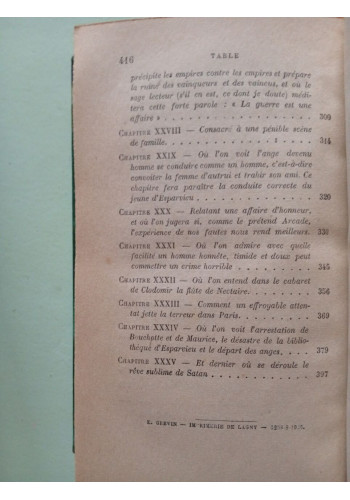 416 TABLE
précipite les empires contre les empires et prépare
la ruine des vainqueurs et des vaincus, et où le
sage lecteur (s'il en est, ce dont je doute) médi-
tera cette forte parole : « La guerre est une
affaire » . . . . . . . . . . . . . . . . 300
CHAPITRE XXVIII — Consacré à une pénible scène
de famille. . . . . . . . . . . . . . . 314
CHAPITRE XXIX — Où l'on voit l'ange devenu
homme se conduire comme un homme, c'est-à-dire
convoiter la femme d'autrui et trahir son ami. Ce
chapitre fera paraître la conduite correcte du
jeune d'Esparvieu . . . . . . . . . . . 320
CHAPITRE XXX — Relatant une affaire d'honneur,
et où l'on jugera si, comme le prétend Arcade,
l'expérience de nos fautes nous rend meilleurs.
CHAPITRE XXXI — Où l'on admire avec quelle
facilité un homme honnête, timide et doux peut
commettre un crime horrible . . . . . . 345
CHAPITRE XXXII — Où l'on entend dans le cabaret
de Clodomir la flûte de Nectaire. . . . . 356
CHAPITRE XXXIII — Comment un effroyable atten-
tat jette la terreur dans Paris. . . . . . 369
CHAPITRE XXXIV — Où l'on voit l'arrestation de
Bouchotte et de Maurice, le désastre de la biblio-
thèque d'Esparvieu et le départ des anges. . . . 379
CHAPITRE XXXV — Et dernier où se déroule le
rêve sublime de Satan . . . . . . . . . 397
E. GREVIN — IMPRIMERIE DE LAGNY